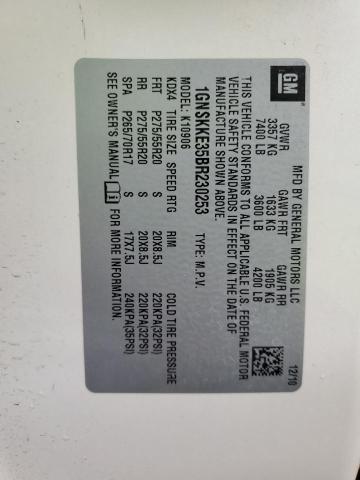 GM
MFD BY GENERAL MOTORS LLC 12/10
GVWR GAWR FRT GAWR RR
3357 KG 1633 KG 1905 KG
7400 LB 3600 LB 4200 LB
THIS VEHICLE CONFORMS TO ALL APPLICABLE U.S. FEDERAL MOTOR
VEHICLE SAFETY STANDARDS IN EFFECT ON THE DATE OF
MANUFACTURE SHOWN ABOVE.
1GNSKKE35BR230253 TYPE: M.P.V.
MODEL: K10906
KDX4 TIRE SIZE SPEED RTG RIM COLD TIRE PRESSURE
FRT P275/55R20 S 20X8.5J 220KPA(32PSI)
RR P275/55R20 S 20X8.5J 220KPA(32PSI)
SPA P265/70R17 S 17X7.5J 240KPA(35PSI)
SEE OWNER'S MANUAL